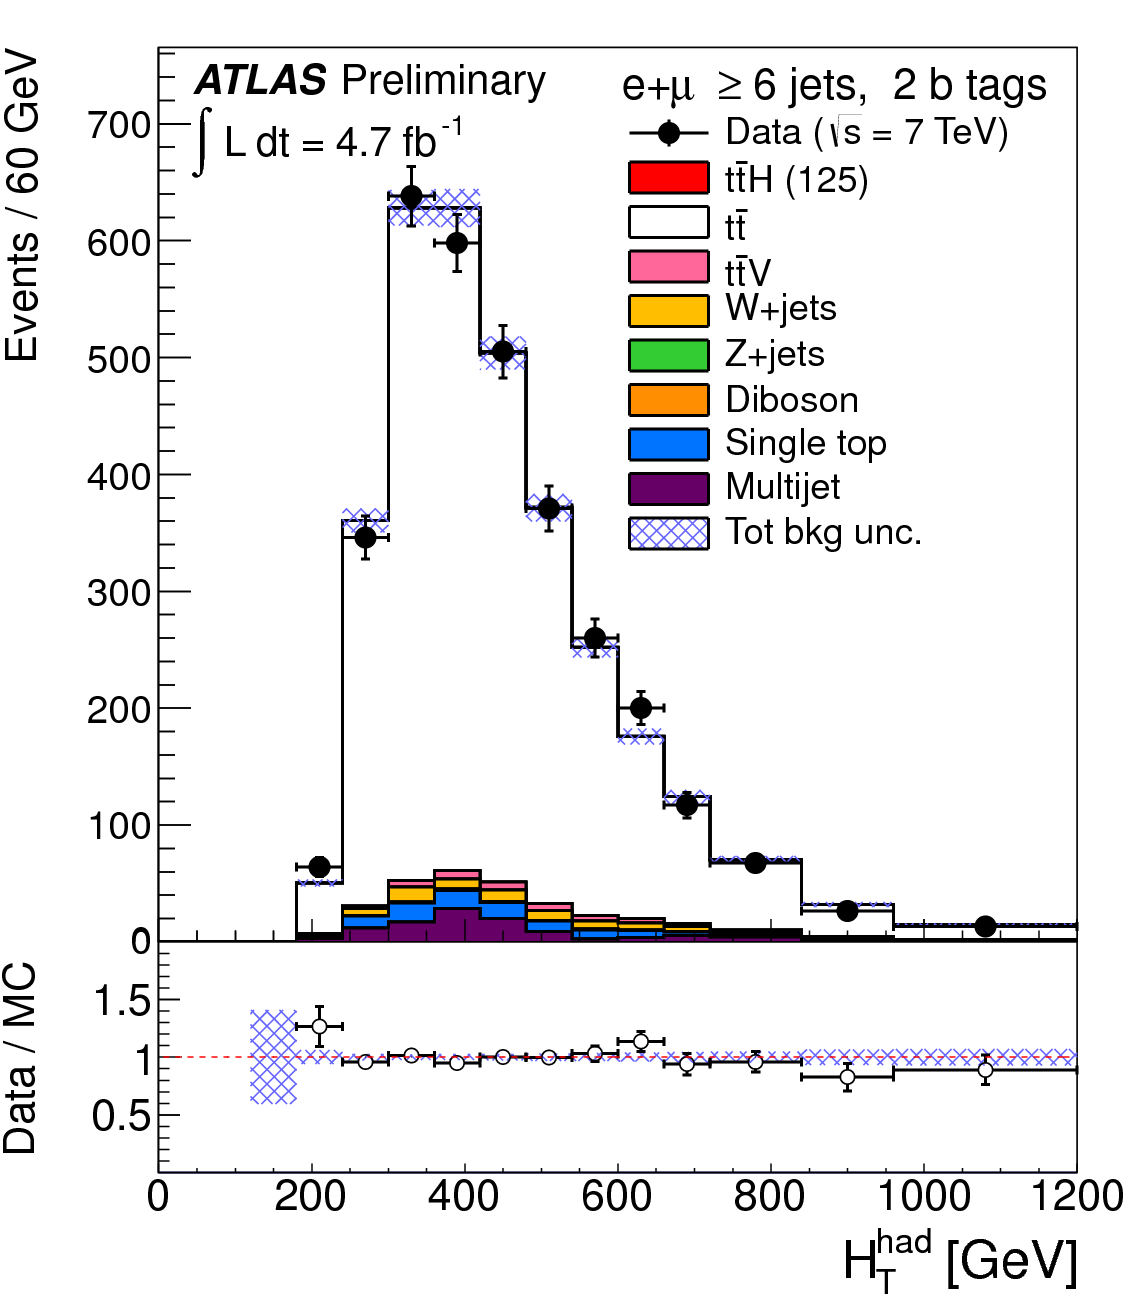 ATLAS Preliminary
∫ L dt = 4.7 fb⁻¹
e+μ ≥ 6 jets, 2 b tags
Data (√s = 7 TeV)
tt̄H (125)
tt̄
tt̄V
W+jets
Z+jets
Diboson
Single top
Multijet
Tot bkg unc.
Events / 60 GeV
700
600
500
400
300
200
100
0
Data / MC
1.5
1
0.5
0 200 400 600 800 1000 1200
H_T^had [GeV]